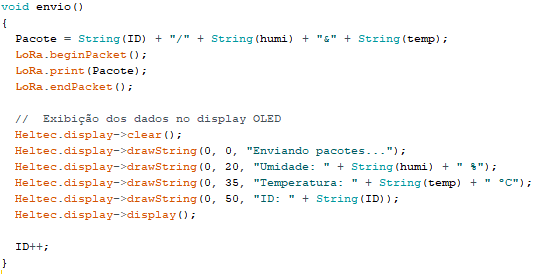 void envio()
{
  Pacote = String(ID) + "/" + String(humi) + "&" + String(temp);
  LoRa.beginPacket();
  LoRa.print(Pacote);
  LoRa.endPacket();

  //  Exibição dos dados no display OLED
  Heltec.display->clear();
  Heltec.display->drawString(0, 0, "Enviando pacotes...");
  Heltec.display->drawString(0, 20, "Umidade: " + String(humi) + " %");
  Heltec.display->drawString(0, 35, "Temperatura: " + String(temp) + " ºC");
  Heltec.display->drawString(0, 50, "ID: " + String(ID));
  Heltec.display->display();

  ID++;
}